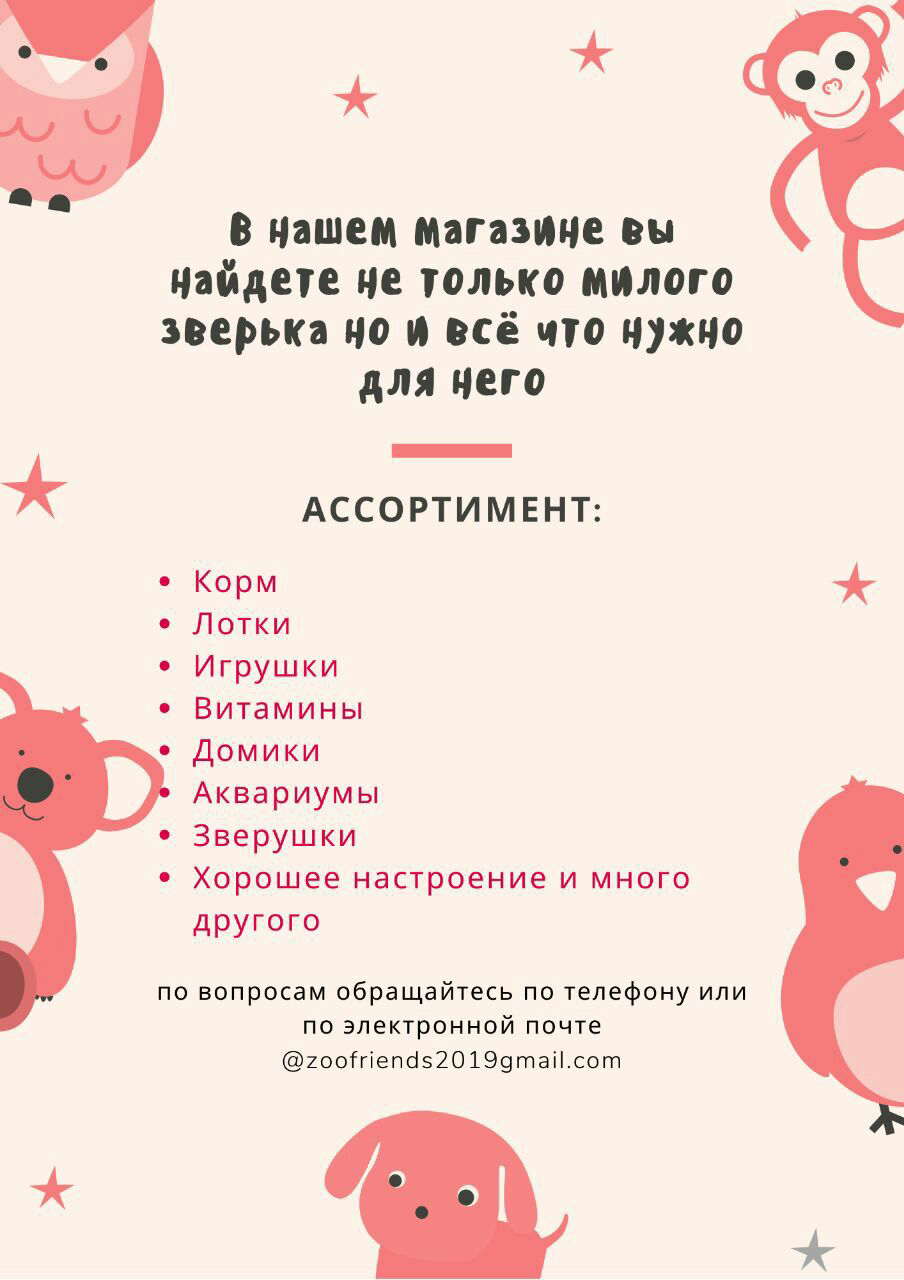 В нашем магазине вы
найдете не только милого
зверька но и всё что нужно
для него
АССОРТИМЕНТ:
• Корм
• Лотки
• Игрушки
• Витамины
• Домики
• Аквариумы
• Зверушки
• Хорошее настроение и много
другого
по вопросам обращайтесь по телефону или
по электронной почте
@zoofriends2019gmail.com